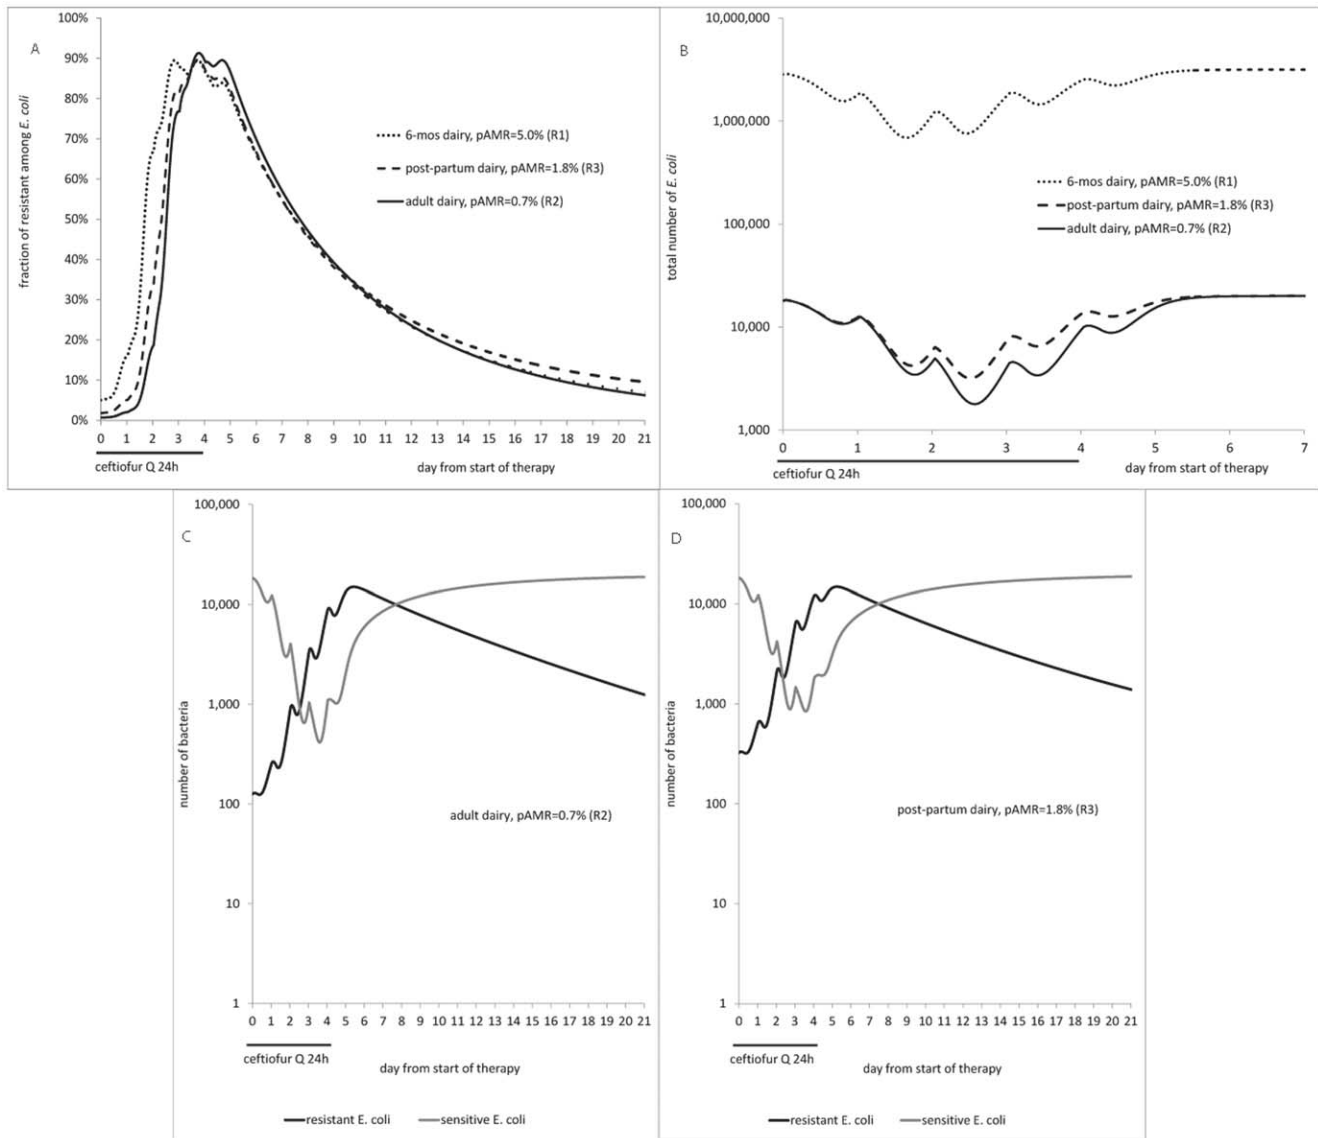 A
fraction of resistant among E. coli
100%
90%
80%
70%
60%
50%
40%
30%
20%
10%
0%
6-mos dairy, pAMR=5.0% (R1)
post-partum dairy, pAMR=1.8% (R3)
adult dairy, pAMR=0.7% (R2)
0 1 2 3 4 5 6 7 8 9 10 11 12 13 14 15 16 17 18 19 20 21
ceftiofur Q 24h
day from start of therapy
B
total number of E. coli
10,000,000
1,000,000
100,000
10,000
1,000
6-mos dairy, pAMR=5.0% (R1)
post-partum dairy, pAMR=1.8% (R3)
adult dairy, pAMR=0.7% (R2)
0 1 2 3 4 5 6 7
ceftiofur Q 24h
day from start of therapy
C
number of bacteria
100,000
10,000
1,000
100
10
1
adult dairy, pAMR=0.7% (R2)
0 1 2 3 4 5 6 7 8 9 10 11 12 13 14 15 16 17 18 19 20 21
ceftiofur Q 24h
day from start of therapy
resistant E. coli sensitive E. coli
D
number of bacteria
100,000
10,000
1,000
100
10
1
post-partum dairy, pAMR=1.8% (R3)
0 1 2 3 4 5 6 7 8 9 10 11 12 13 14 15 16 17 18 19 20 21
ceftiofur Q 24h
day from start of therapy
resistant E. coli sensitive E. coli